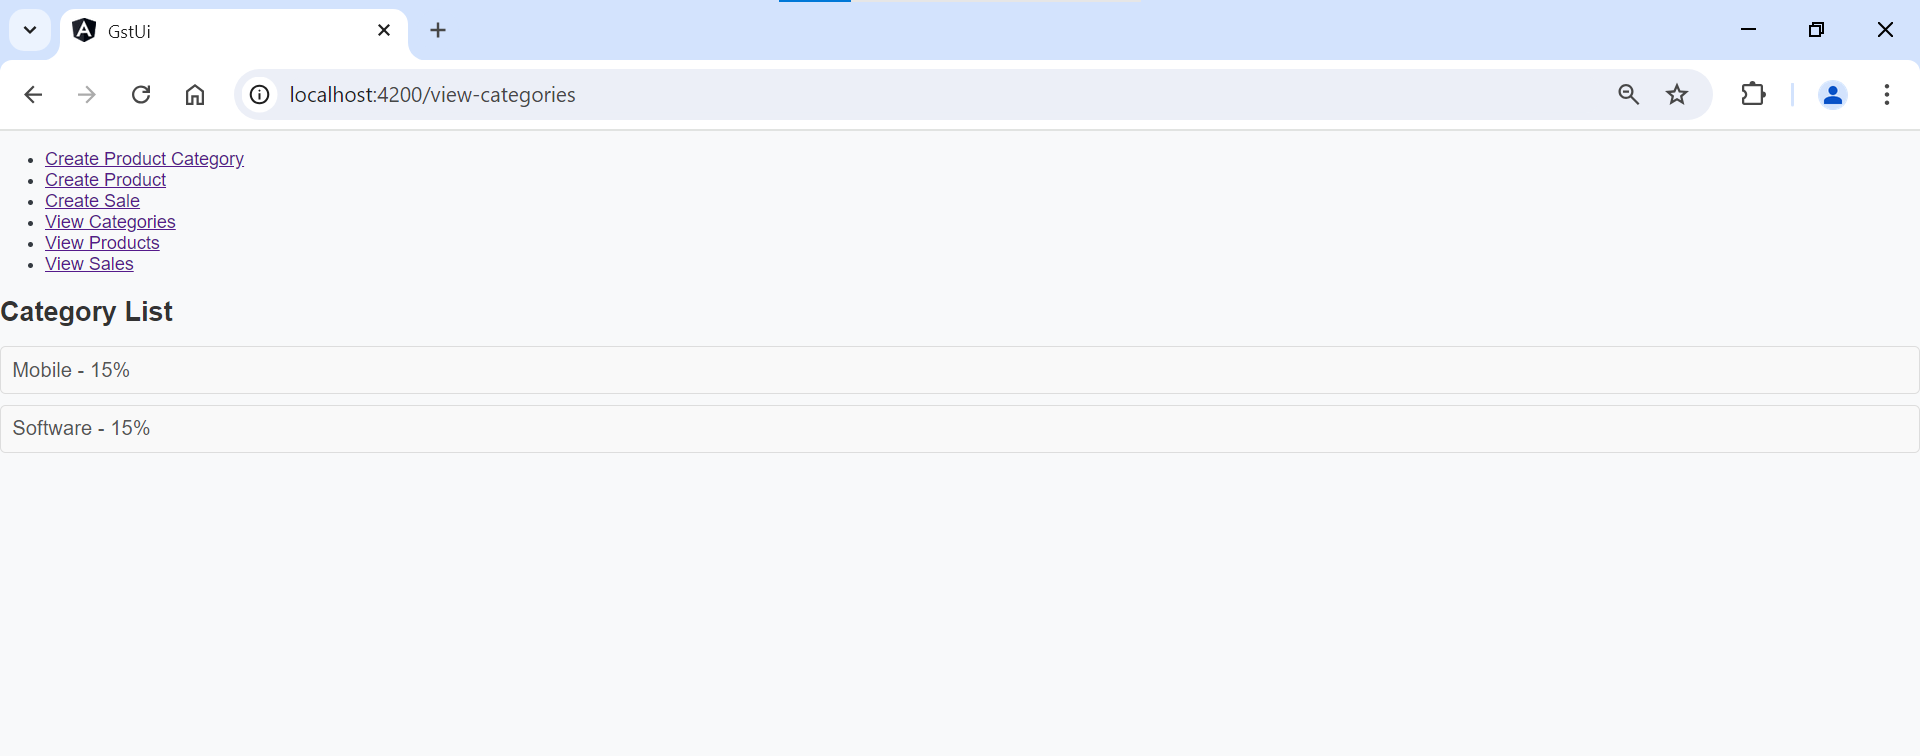 GstUi
localhost:4200/view-categories
Create Product Category
Create Product
Create Sale
View Categories
View Products
View Sales
Category List
Mobile - 15%
Software - 15%